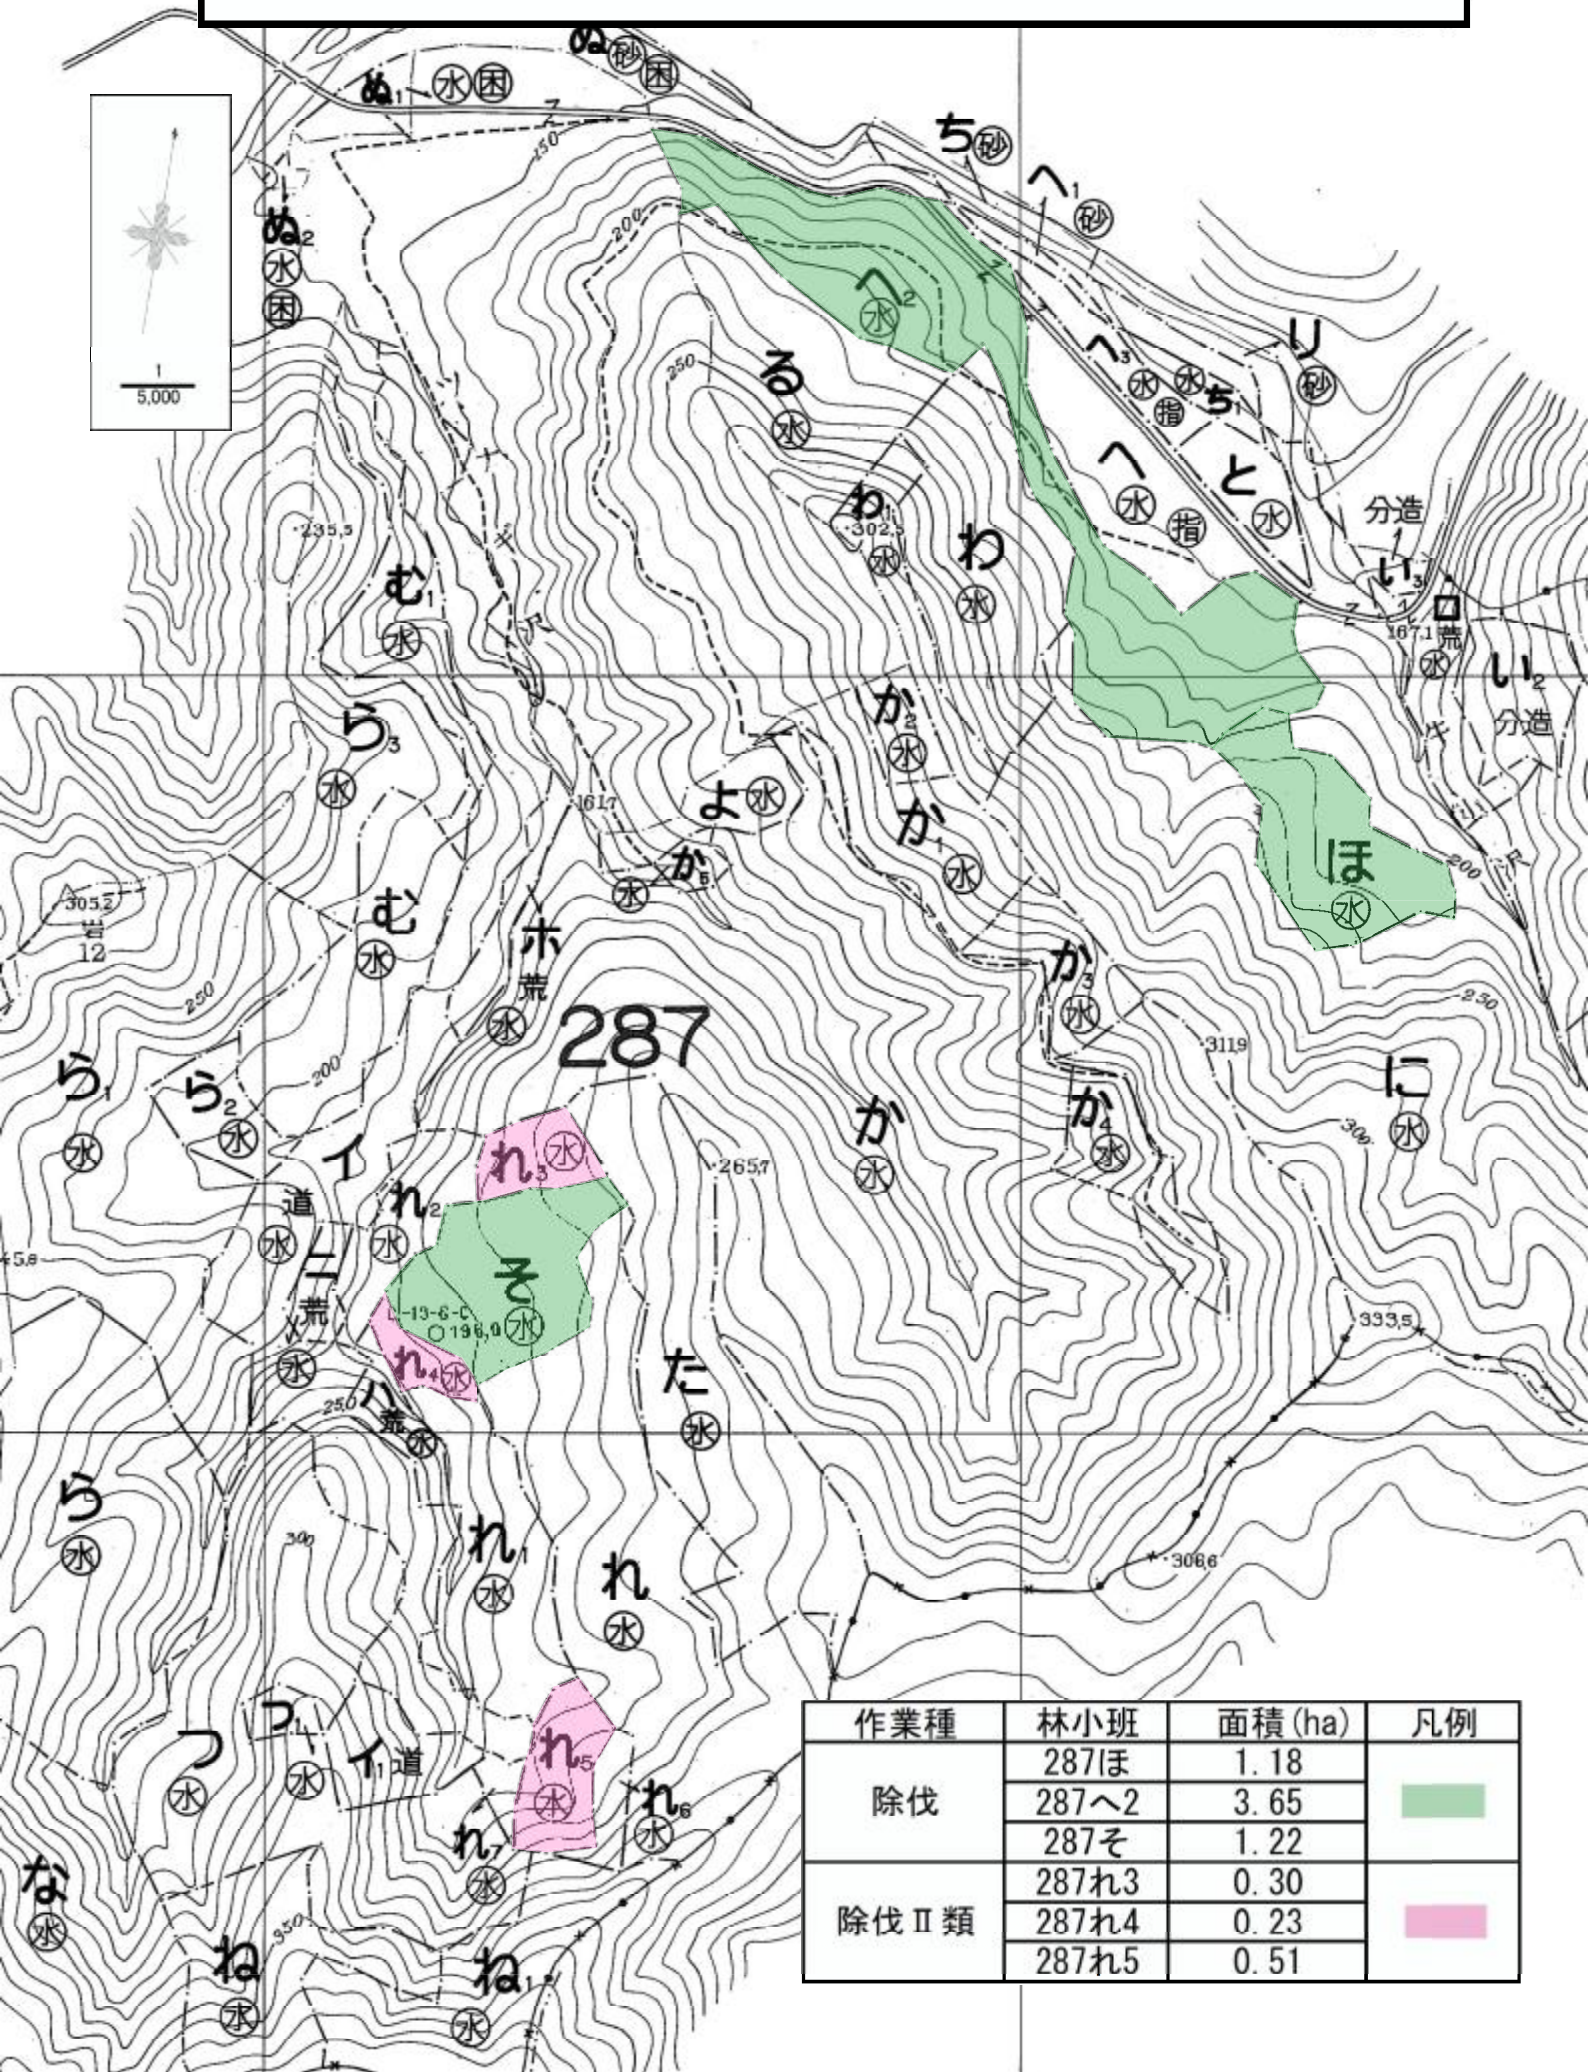 ぬ 砂 困
ぬ1 水 困
ち 砂
へ1 砂
1
5,000
150
200
ぬ2
水
困
へ2
水
り
砂
へ3 水 水 ち1
指
250
る
水
へ
水 指
と
水
分造
い3
わ1
302,5
水
わ
水
235,5
む1
水
ロ
荒
167,1
水
い2
分造
ら3
水
か2
水
161,7
よ 水
か1
水
か5
水
ほ
水
200
305,2
岩
12
む
水
ホ
荒
水
287
か3
水
250
250
311,9
に
水
300
ら1
水
ら2
水
200
イ
道
水
か
水
か4
水
れ3 水
265,7
れ2
水
45,8
ニ
荒
水
そ
水
13-6-C
196,0
れ4 水
333,5
た
水
ハ
荒
水
250
ら
水
300
れ1
水
れ
水
308,6
つ
水
つ1
水
イ1道
れ5
水
れ6
水
れ7
水
な
水
350
ね
水
ね1
水
作業種 林小班 面積(ha) 凡例
除伐 287ほ 1.18
287へ2 3.65
287そ 1.22
除伐Ⅱ類 287れ3 0.30
287れ4 0.23
287れ5 0.51